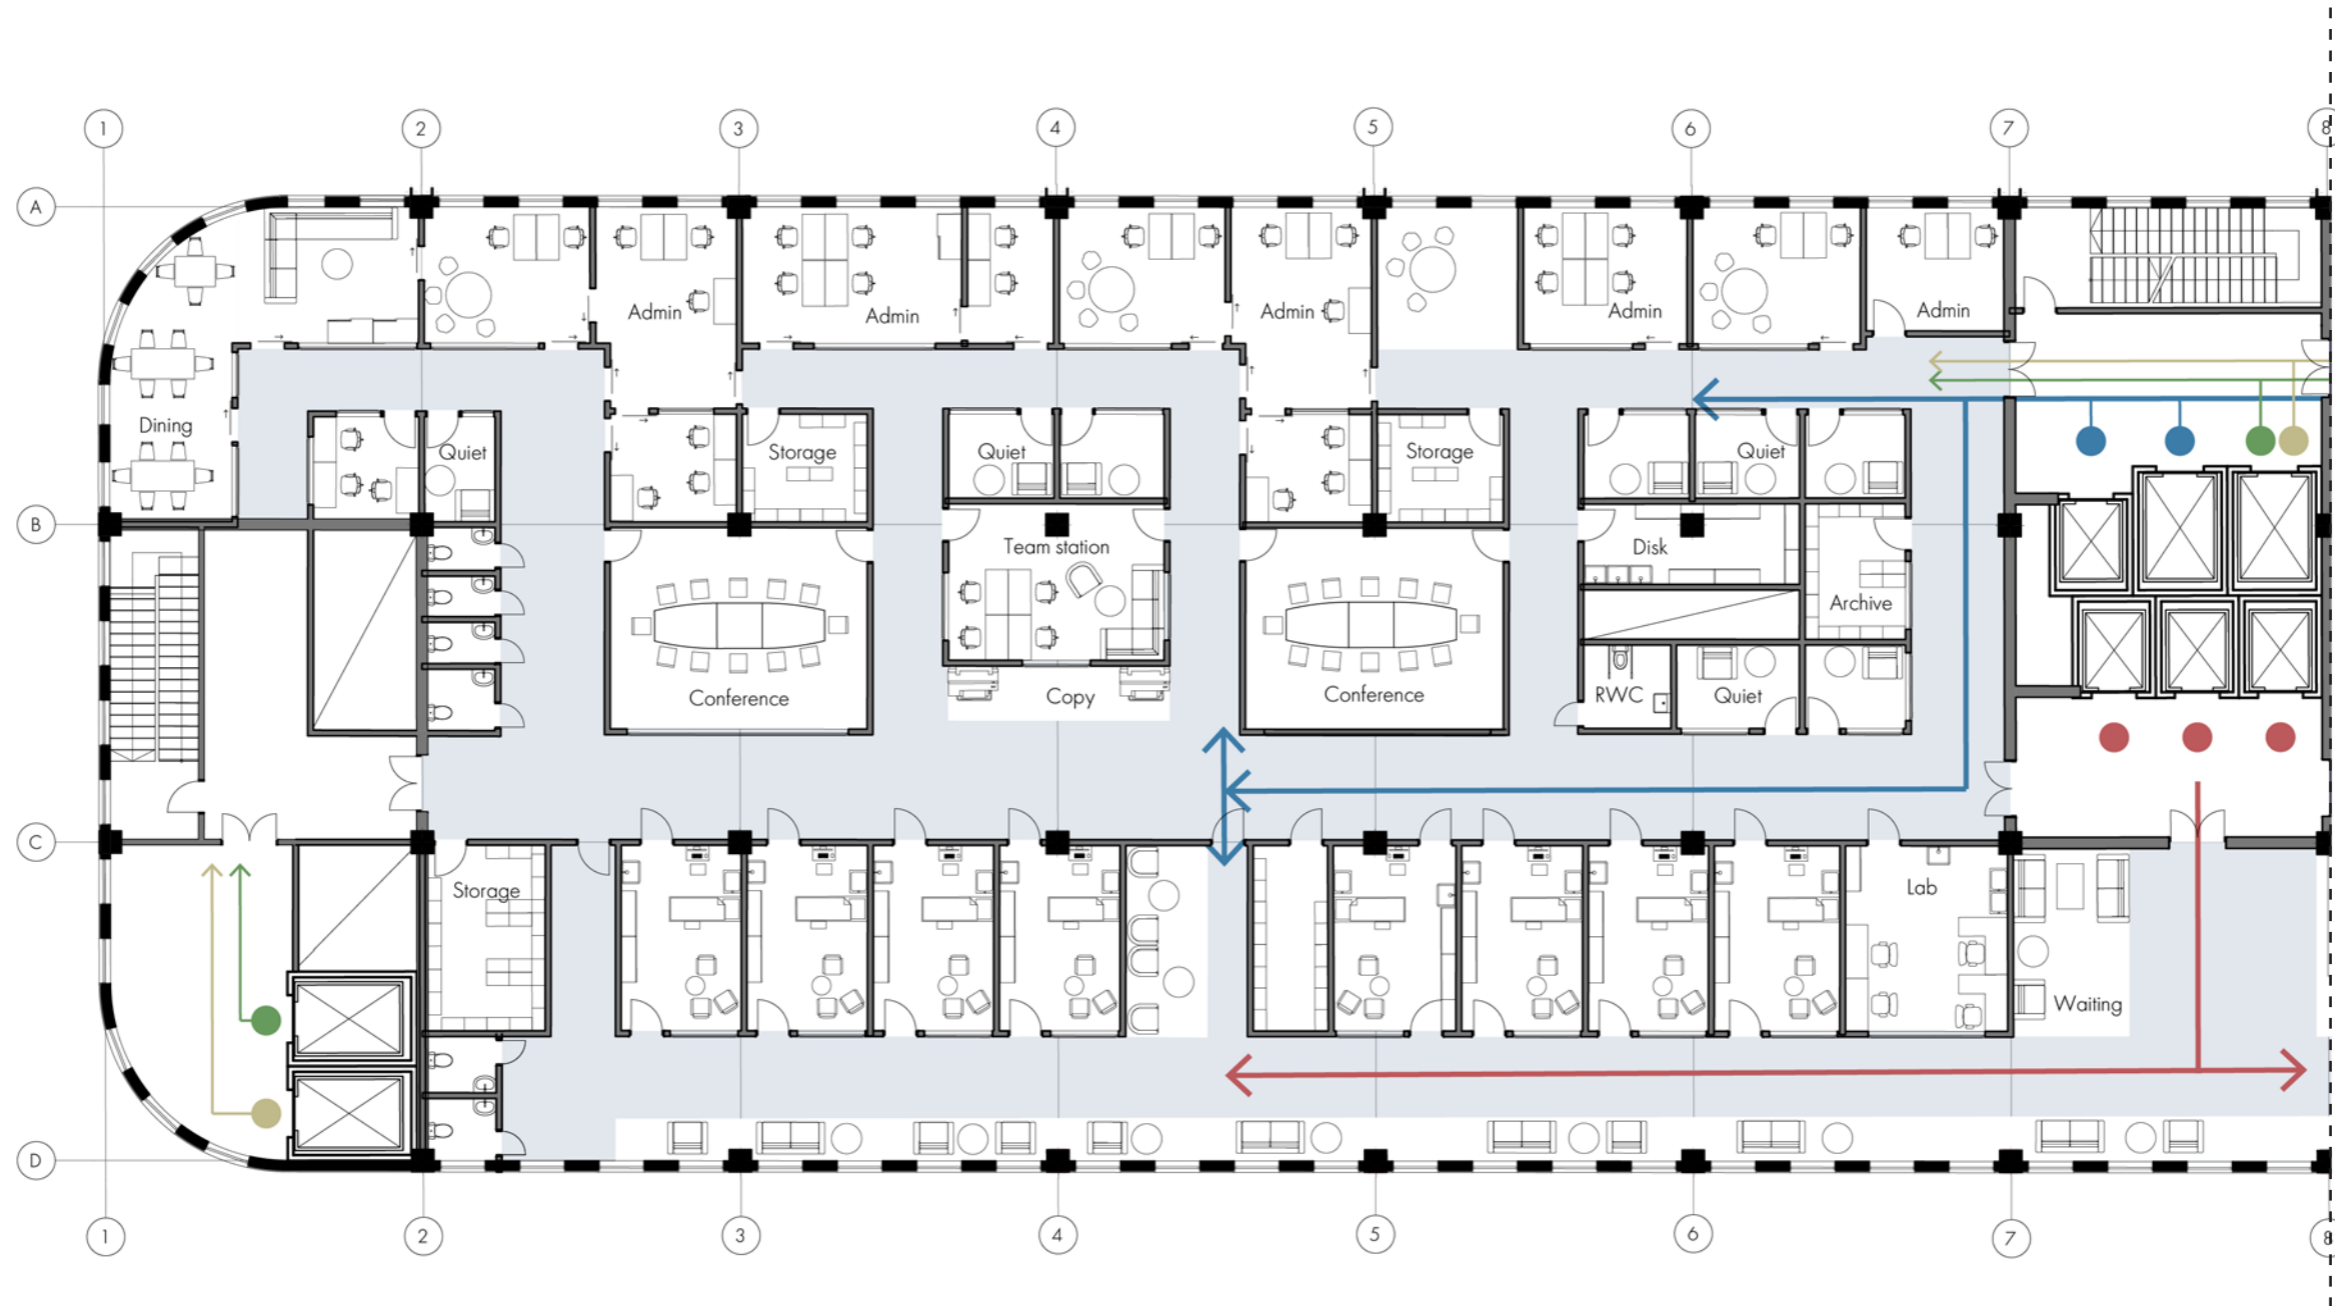 1 2 3 4 5 6 7 8
A
Admin Admin Admin Admin Admin
Dining
Quiet Storage Quiet Storage Quiet
B
Team station Disk
Archive
Conference Copy Conference RWC Quiet
C
Storage Lab
Waiting
D
1 2 3 4 5 6 7 8